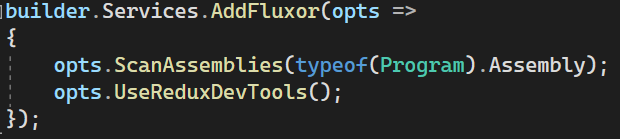 builder.Services.AddFluxor(opts =>
{
    opts.ScanAssemblies(typeof(Program).Assembly);
    opts.UseReduxDevTools();
});